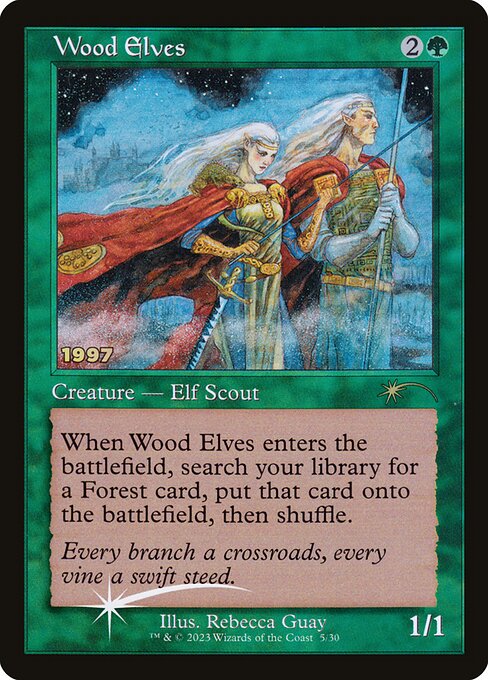 Wood Elves 2
1997
Creature — Elf Scout
When Wood Elves enters the
battlefield, search your library for
a Forest card, put that card onto
the battlefield, then shuffle.
Every branch a crossroads, every
vine a swift steed.
Illus. Rebecca Guay
™ & © 2023 Wizards of the Coast 5/30
1/1